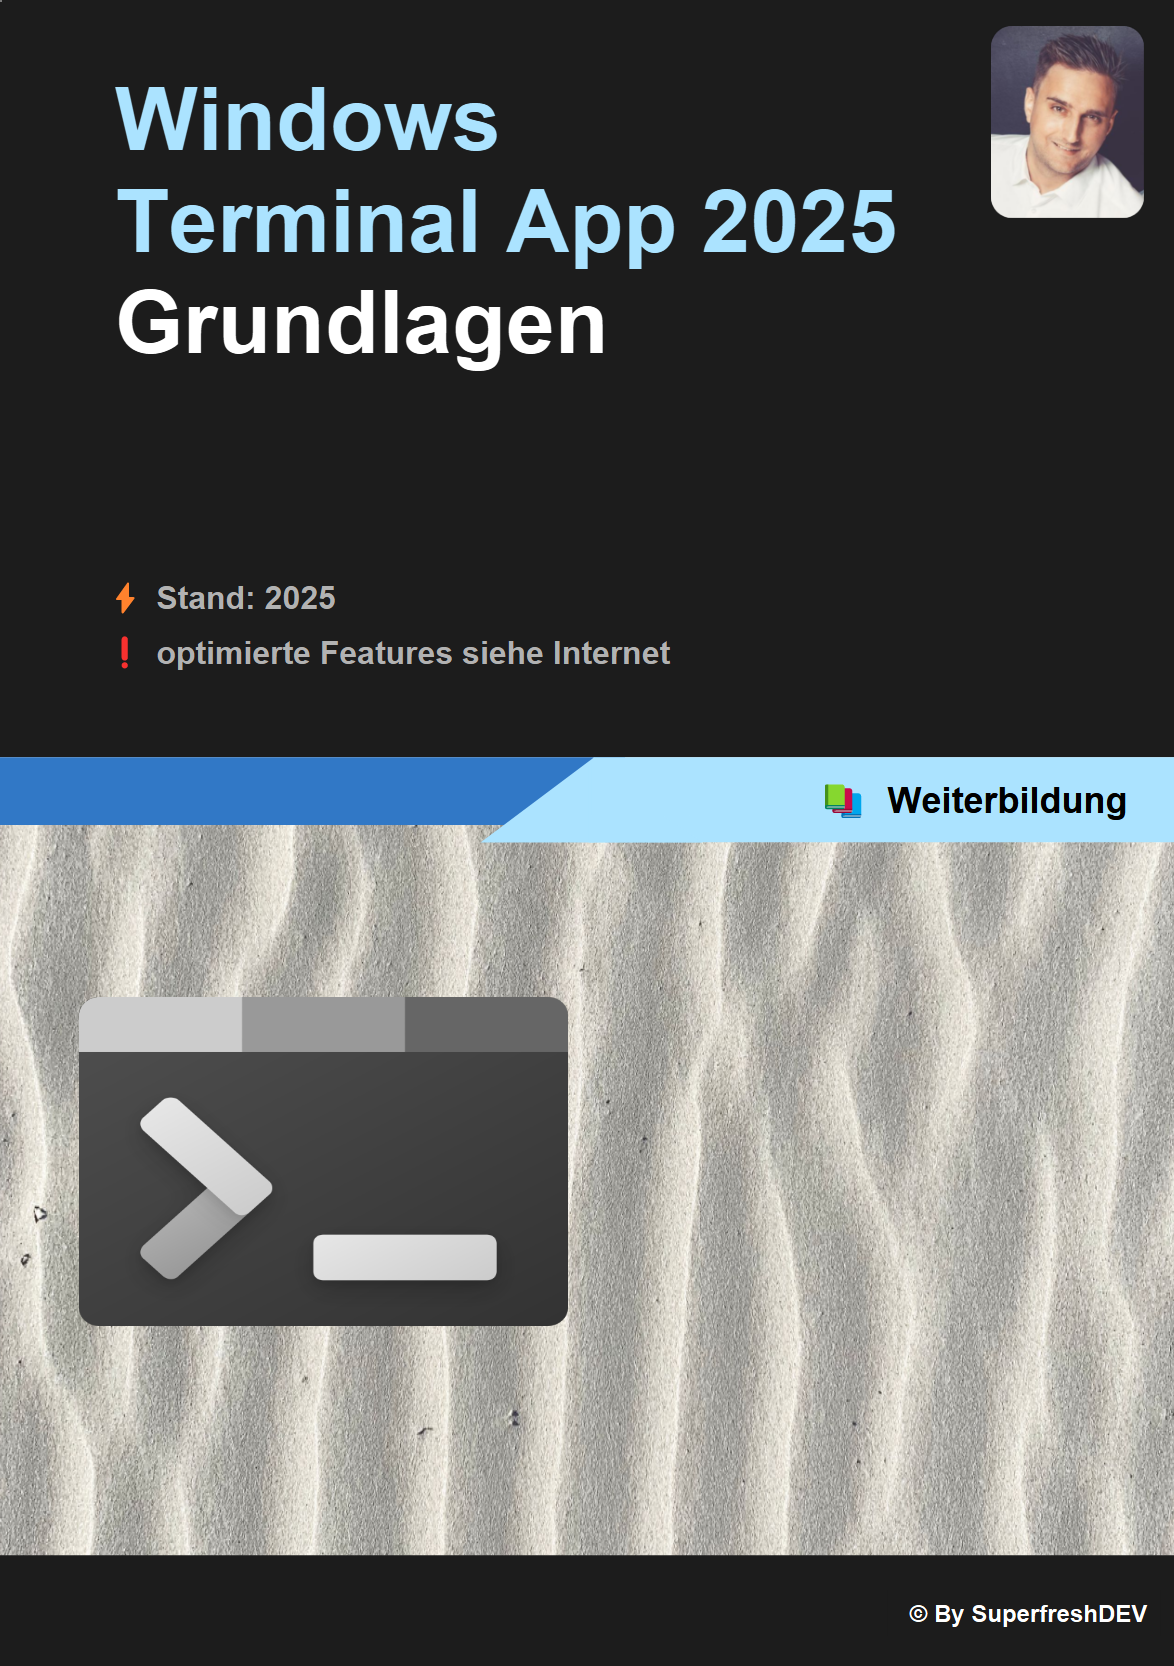 Windows
Terminal App 2025
Grundlagen
Stand: 2025
optimierte Features siehe Internet
Weiterbildung
© By SuperfreshDEV